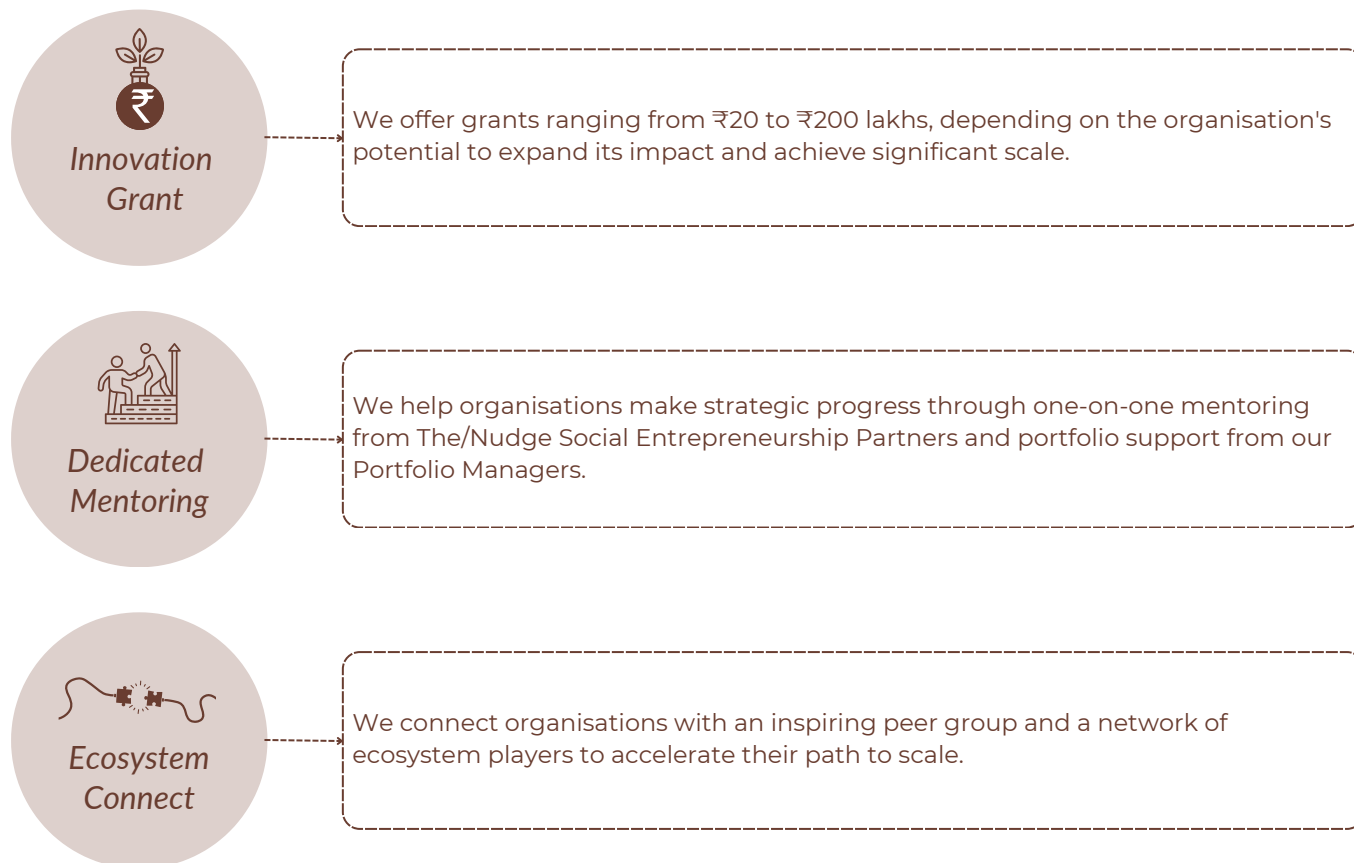 ₹
Innovation
Grant
We offer grants ranging from ₹20 to ₹200 lakhs, depending on the organisation's
potential to expand its impact and achieve significant scale.
Dedicated
Mentoring
We help organisations make strategic progress through one-on-one mentoring
from The/Nudge Social Entrepreneurship Partners and portfolio support from our
Portfolio Managers.
Ecosystem
Connect
We connect organisations with an inspiring peer group and a network of
ecosystem players to accelerate their path to scale.